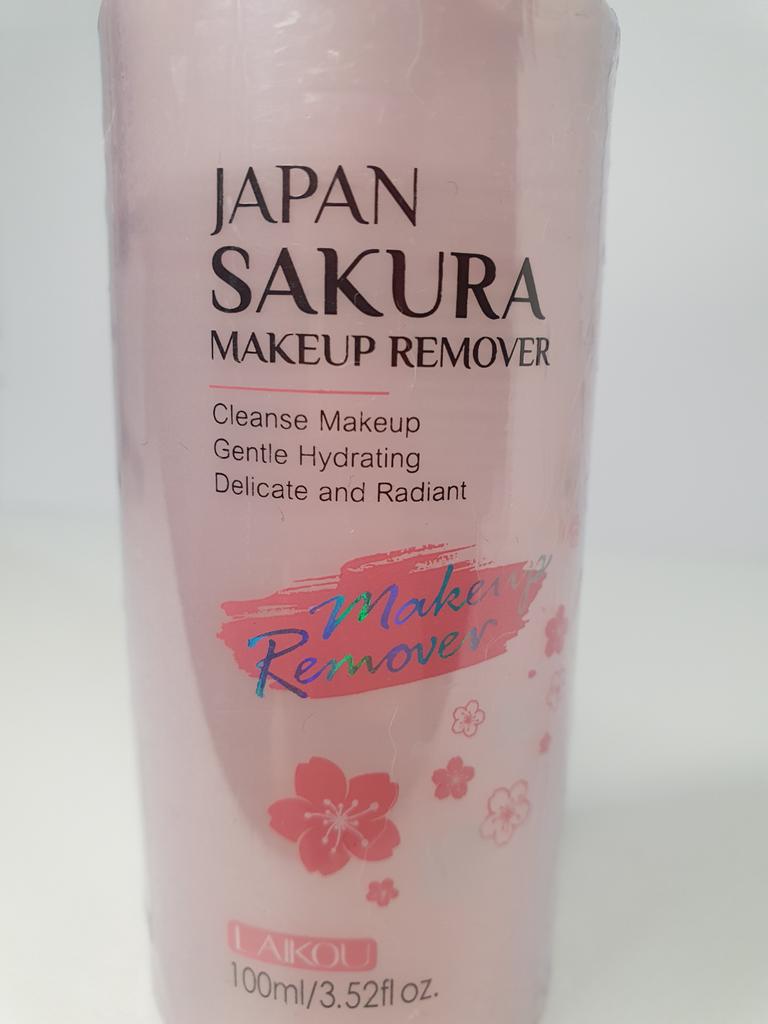 JAPAN
SAKURA
MAKEUP REMOVER
Cleanse Makeup
Gentle Hydrating
Delicate and Radiant
Makeup
Remover
LAIKOU
100ml/3.52fl oz.